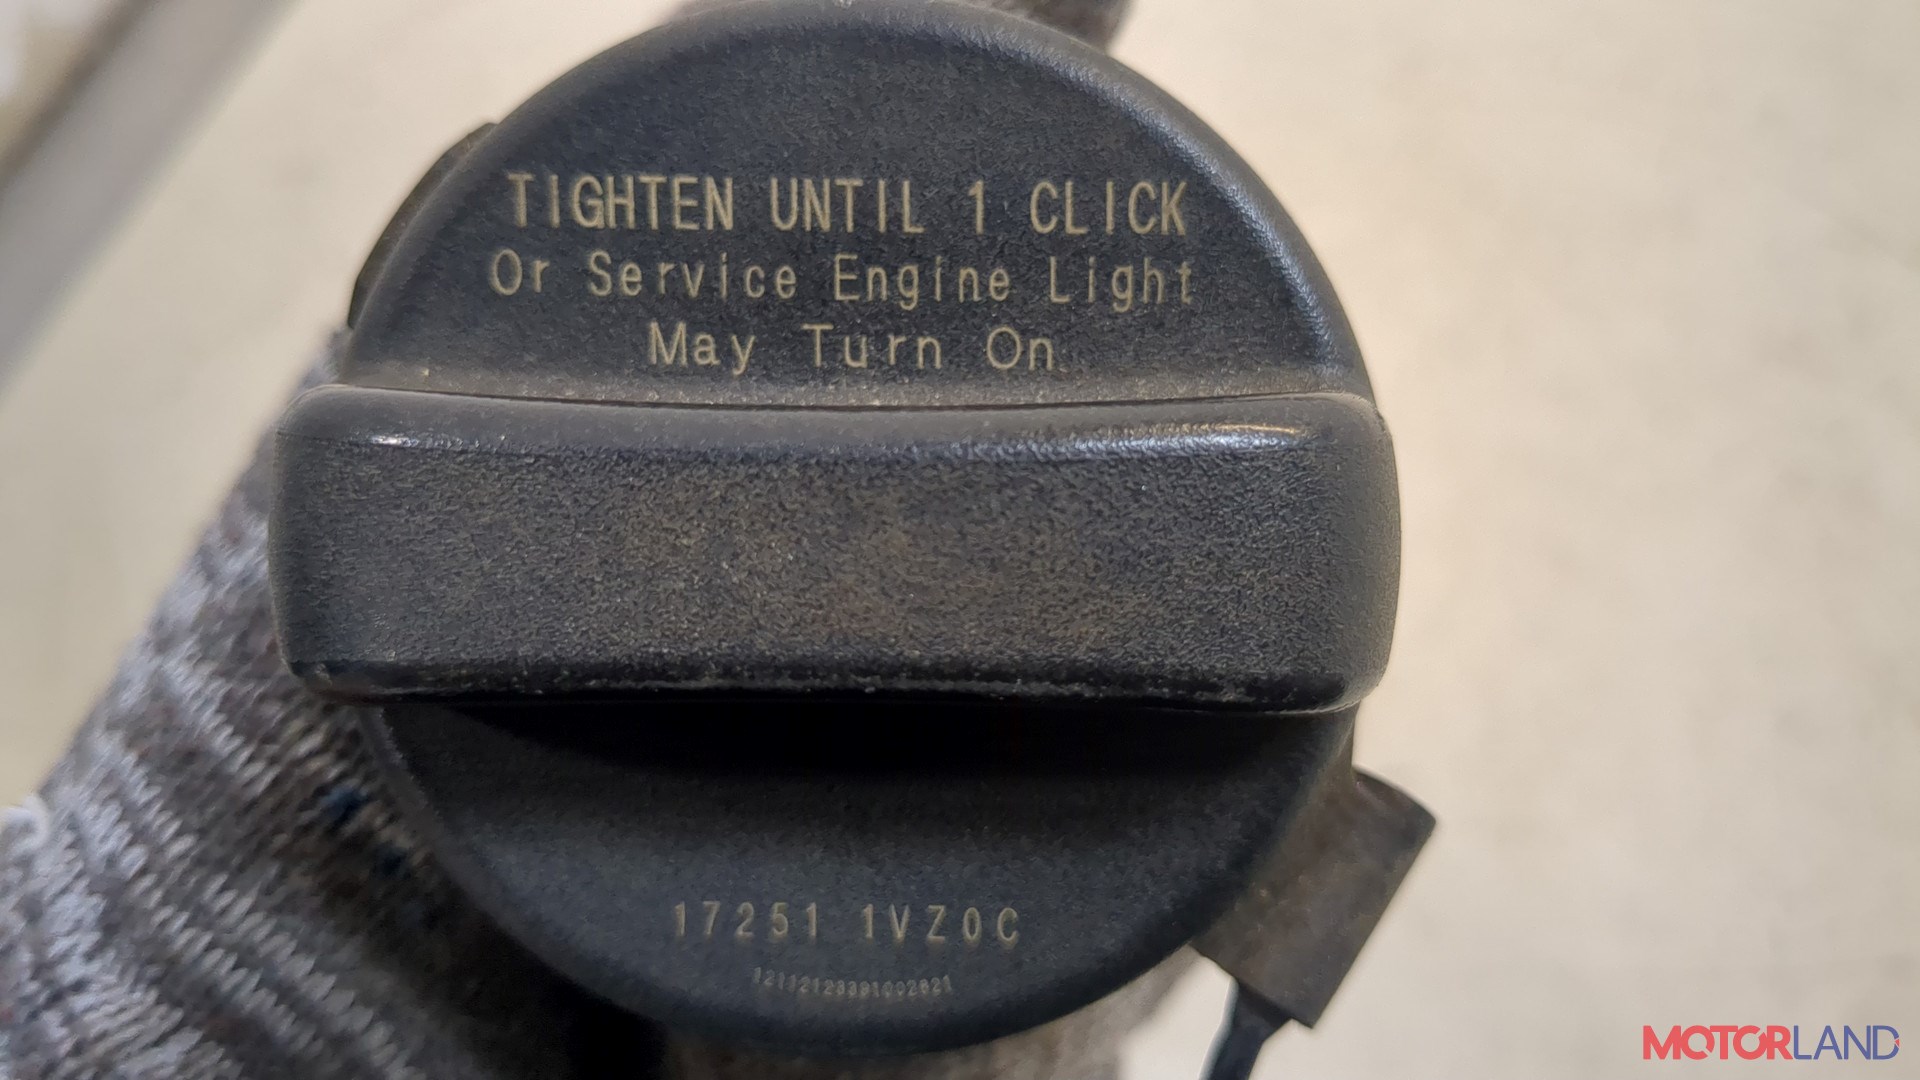 TIGHTEN UNTIL 1 CLICK
Or Service Engine Light
May Turn On
17251 1VZ0C
MOTORLAND